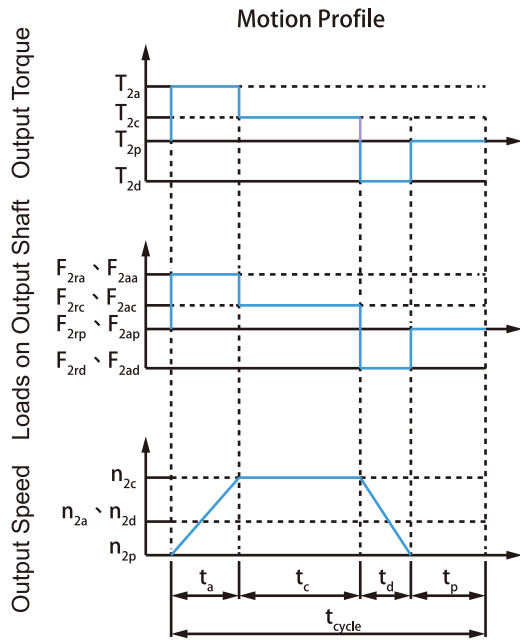 Motion Profile
Output Torque
T2a
T2c
T2p
T2d
Loads on Output Shaft
F2ra、F2aa
F2rc、F2ac
F2rp、F2ap
F2rd、F2ad
Output Speed
n2c
n2a、n2d
n2p
ta
tc
td
tp
tcycle